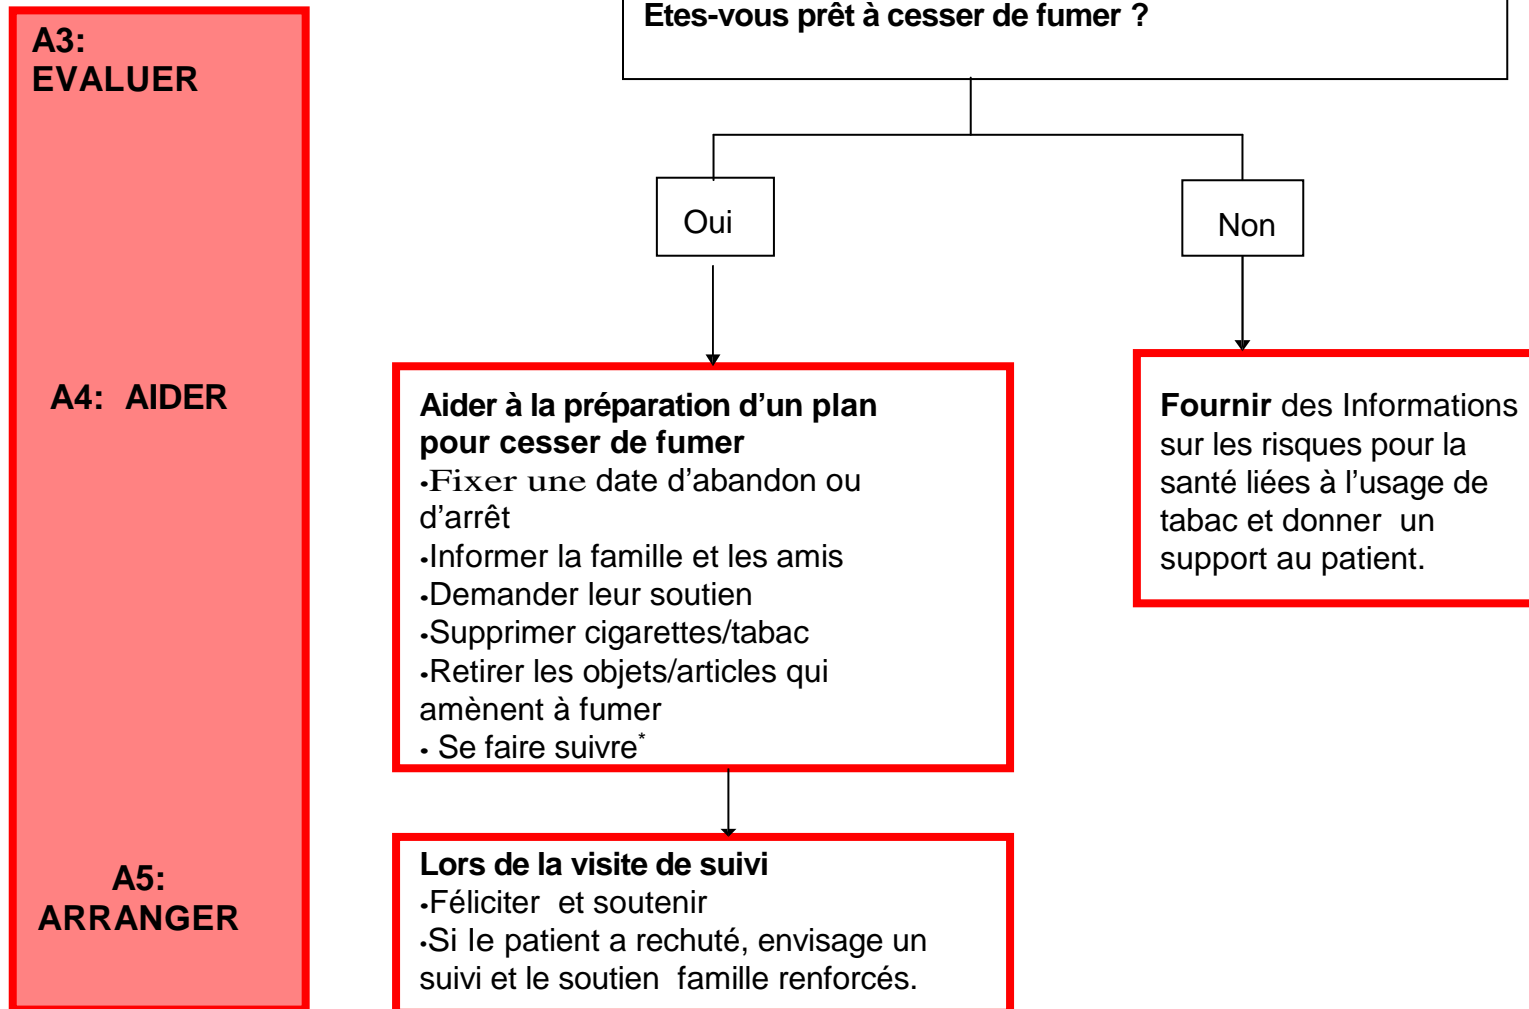 Etes-vous prêt à cesser de fumer ?
A3:
EVALUER
Oui
Non
A4: AIDER
Aider à la préparation d’un plan
pour cesser de fumer
•Fixer une date d’abandon ou
d’arrêt
•Informer la famille et les amis
•Demander leur soutien
•Supprimer cigarettes/tabac
•Retirer les objets/articles qui
amènent à fumer
• Se faire suivre*
Fournir des Informations
sur les risques pour la
santé liées à l’usage de
tabac et donner un
support au patient.
A5:
ARRANGER
Lors de la visite de suivi
•Féliciter et soutenir
•Si le patient a rechuté, envisage un
suivi et le soutien famille renforcés.